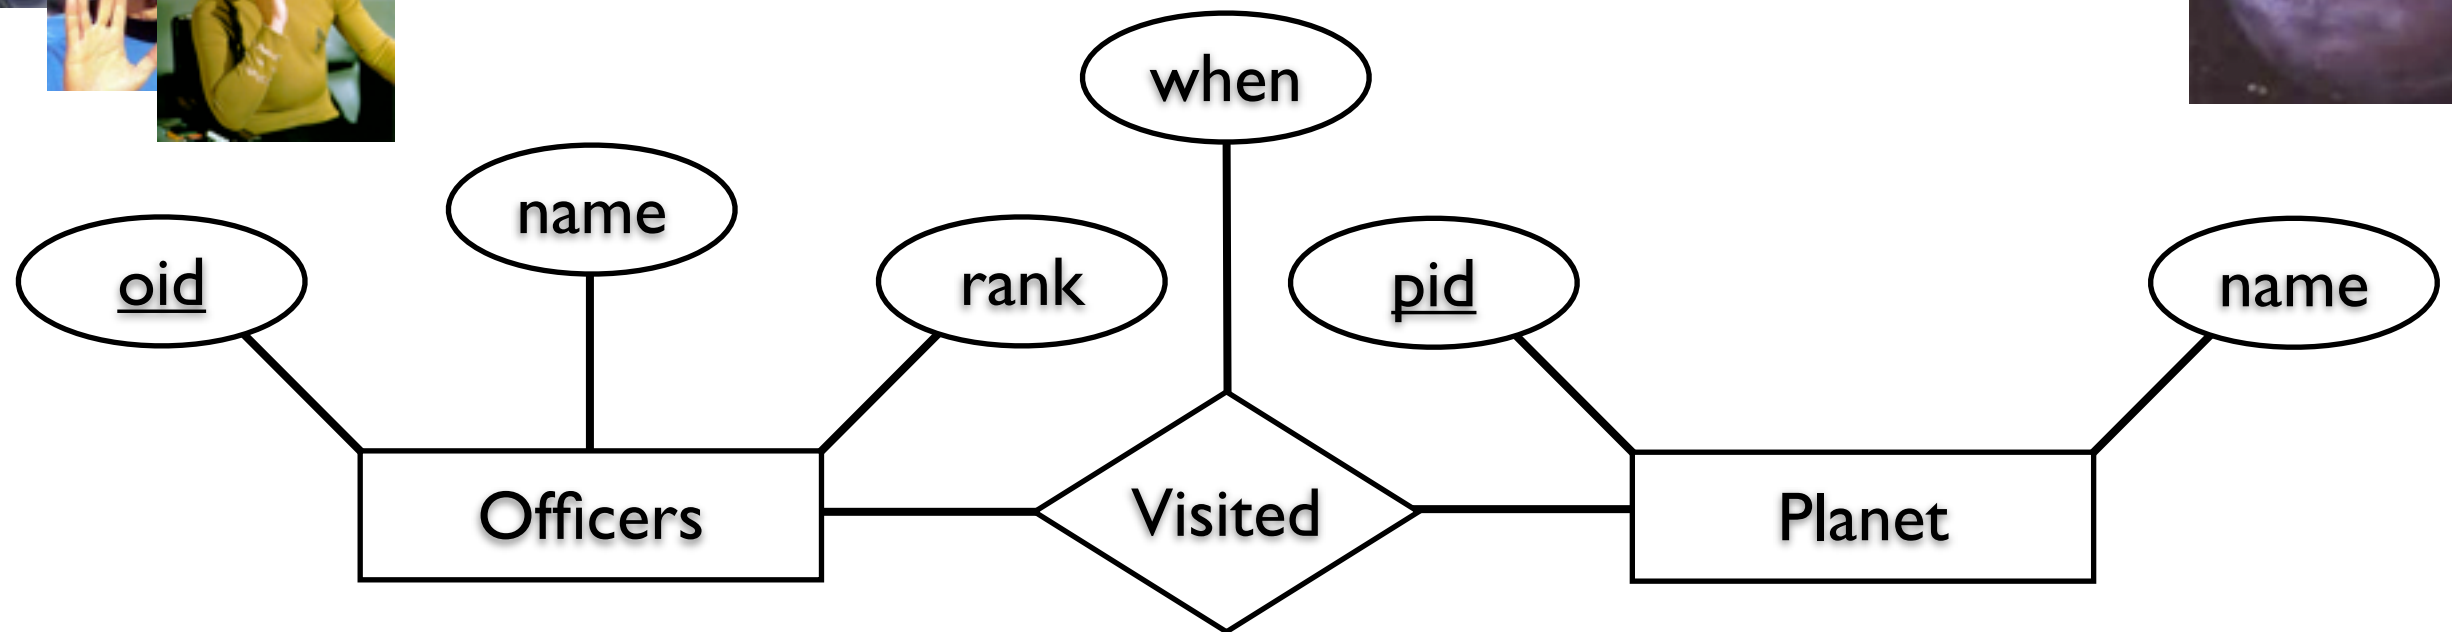 when
name
oid
rank
pid
name
Officers
Visited
Planet